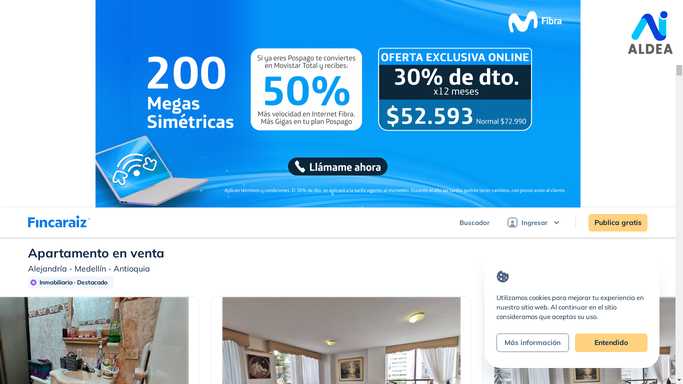 Fibra
ALDEA
200
Megas
Simétricas
Si ya eres Pospago te conviertes
en Movistar Total y recibes.
50%
Más velocidad en Internet Fibra.
Más Gigas en tu plan Pospago
OFERTA EXCLUSIVA ONLINE
30% de dto.
x12 meses
$52.593 Normal $72.990
Llámame ahora
Fincaraíz
Buscador
Ingresar
Publica gratis
Apartamento en venta
Alejandría - Medellín - Antioquia
Inmobiliaria - Destacado
Utilizamos cookies para mejorar tu experiencia en
nuestro sitio web. Al continuar en el sitio
consideramos que aceptas su uso.
Más información
Entendido